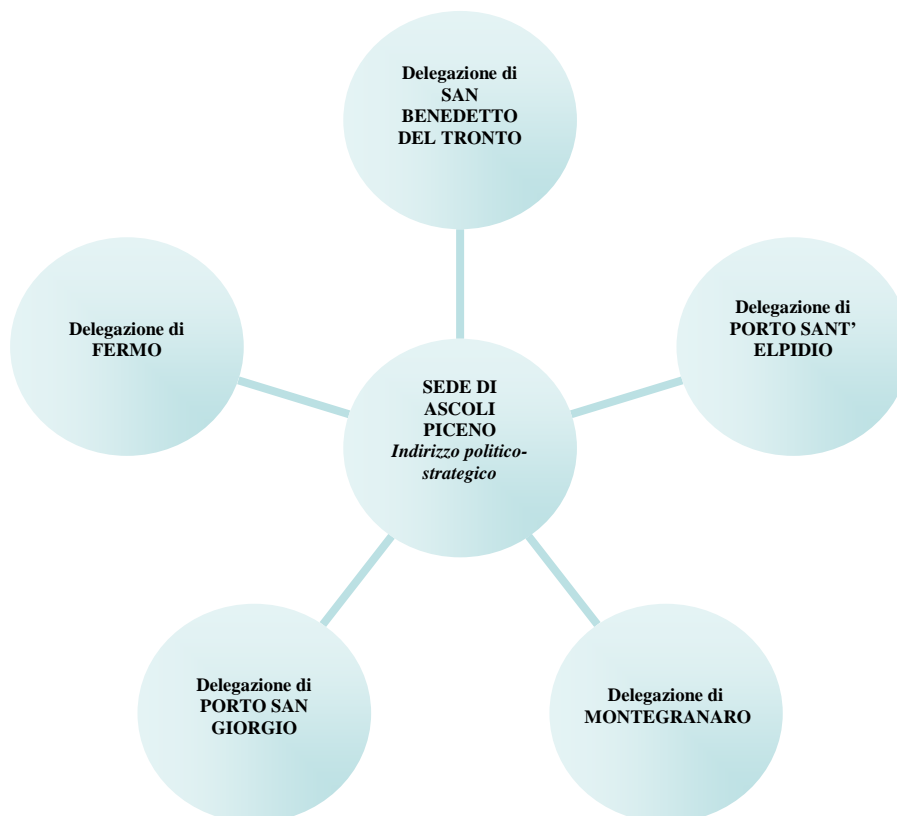 Delegazione di
SAN
BENEDETTO
DEL TRONTO
Delegazione di
FERMO
Delegazione di
PORTO SANT’
ELPIDIO
SEDE DI
ASCOLI
PICENO
Indirizzo politico-
strategico
Delegazione di
PORTO SAN
GIORGIO
Delegazione di
MONTEGRANARO